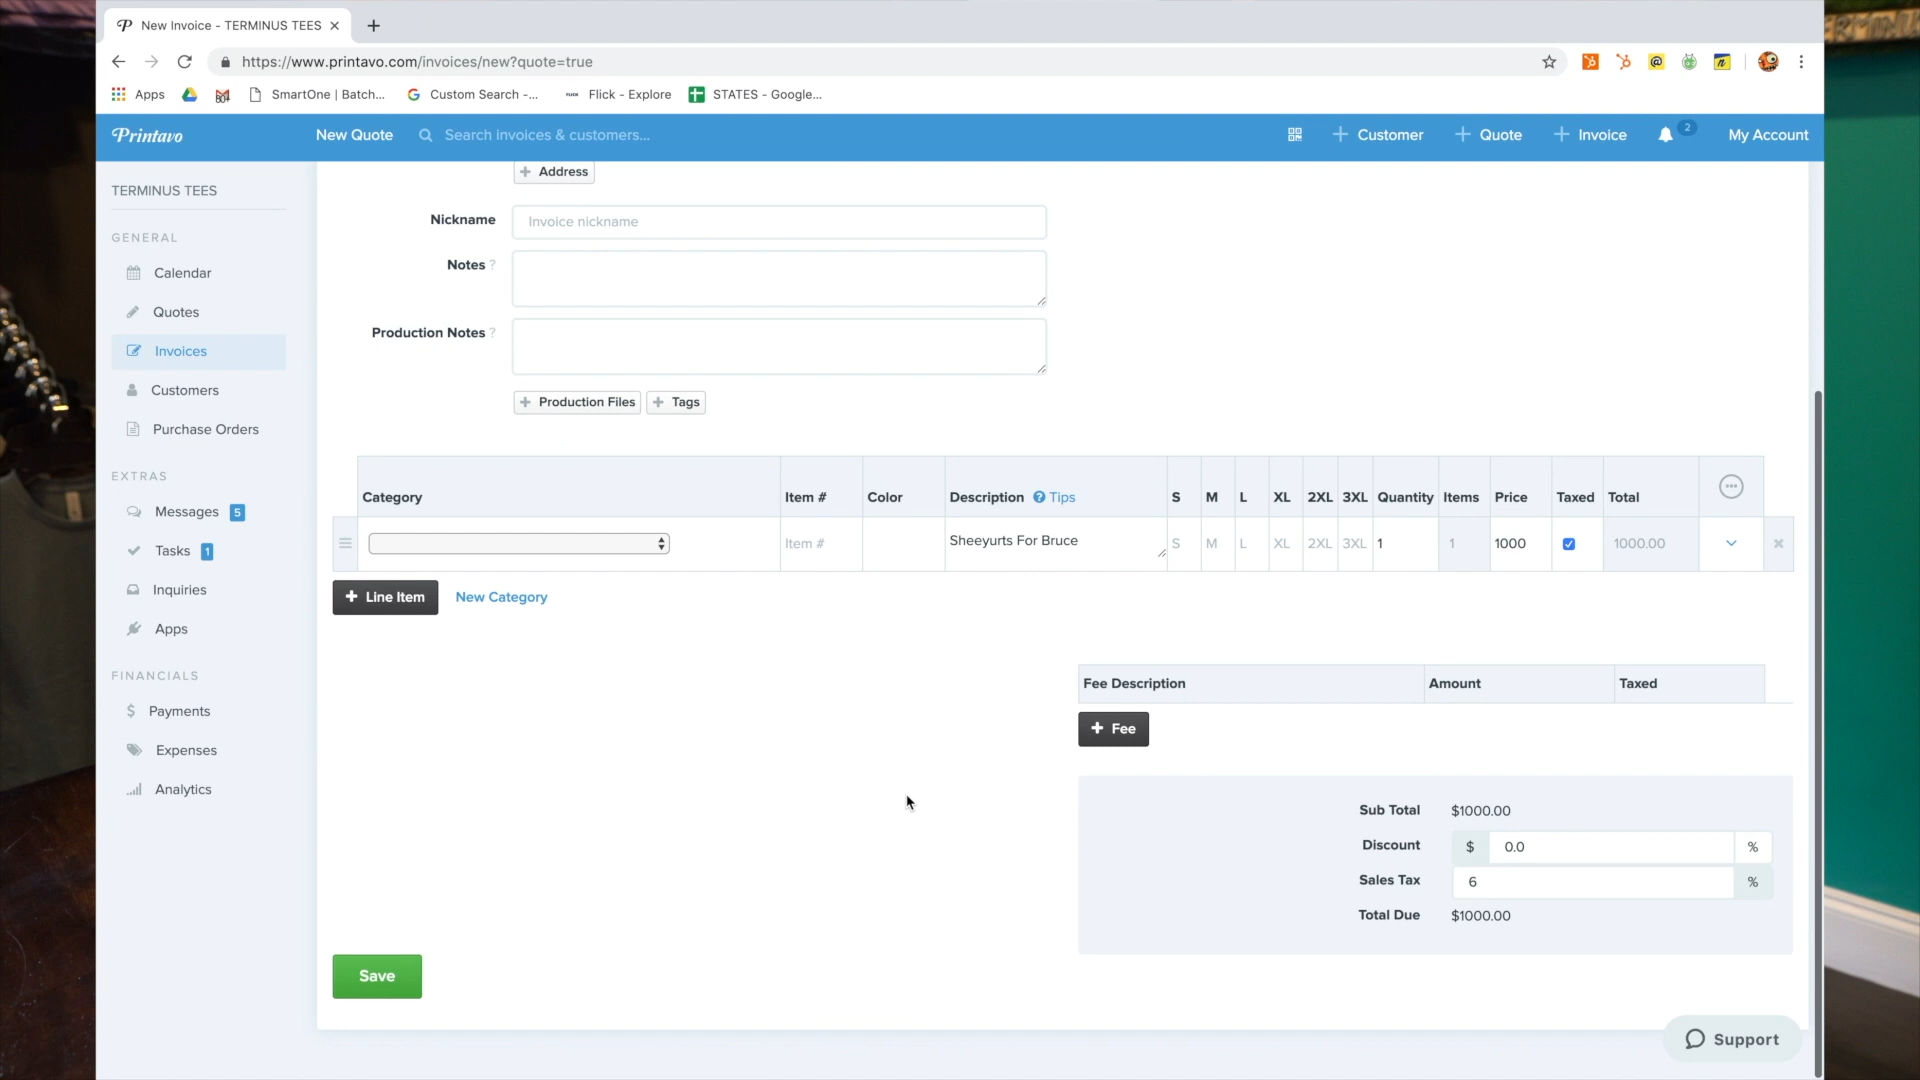 New Invoice - TERMINUS TEES
https://www.printavo.com/invoices/new?quote=true
Apps
SmartOne | Batch...
Custom Search -...
Flick - Explore
STATES - Google...
Printavo
New Quote
Search invoices & customers...
+ Customer
+ Quote
+ Invoice
2
My Account
TERMINUS TEES
GENERAL
Calendar
Quotes
Invoices
Customers
Purchase Orders
EXTRAS
Messages 5
Tasks 1
Inquiries
Apps
FINANCIALS
$ Payments
Expenses
Analytics
+ Address
Nickname
Invoice nickname
Notes ?
Production Notes ?
+ Production Files
+ Tags
Category Item # Color Description ? Tips S M L XL 2XL 3XL Quantity Items Price Taxed Total
Item # Sheeyurts For Bruce S M L XL 2XL 3XL 1 1 1000 1000.00
+ Line Item
New Category
Fee Description Amount Taxed
+ Fee
Sub Total $1000.00
Discount $ 0.0 %
Sales Tax 6 %
Total Due $1000.00
Save
Support